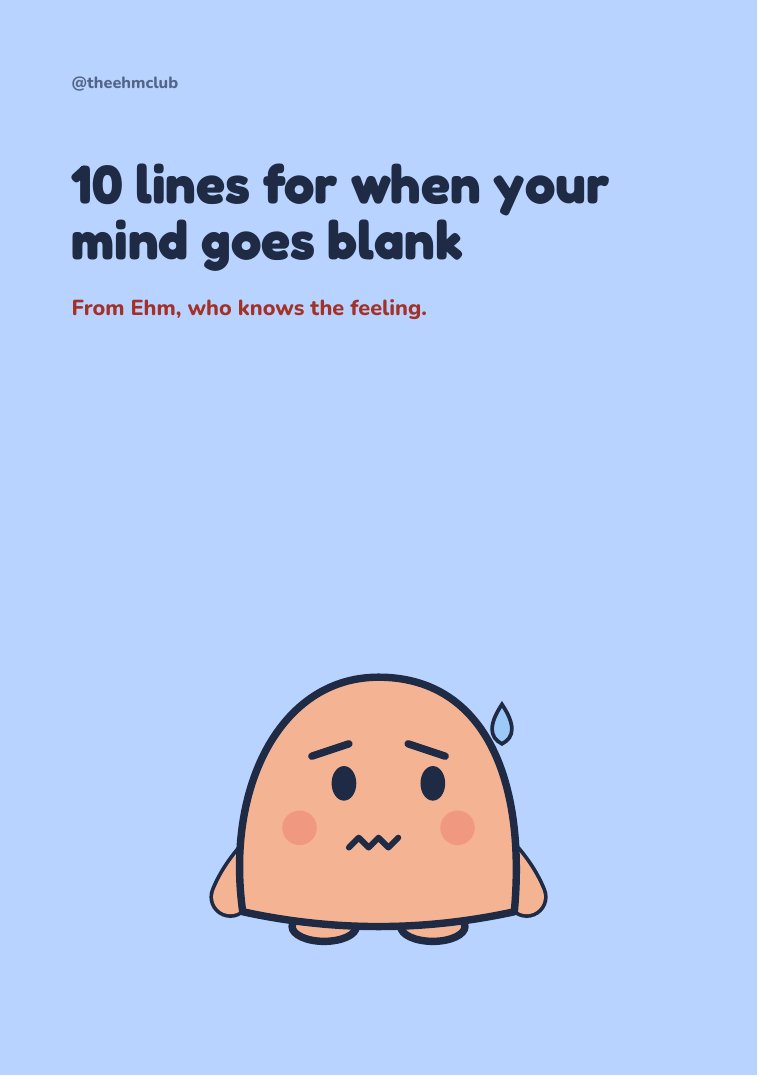 @theehmclub
10 lines for when your
mind goes blank
From Ehm, who knows the feeling.